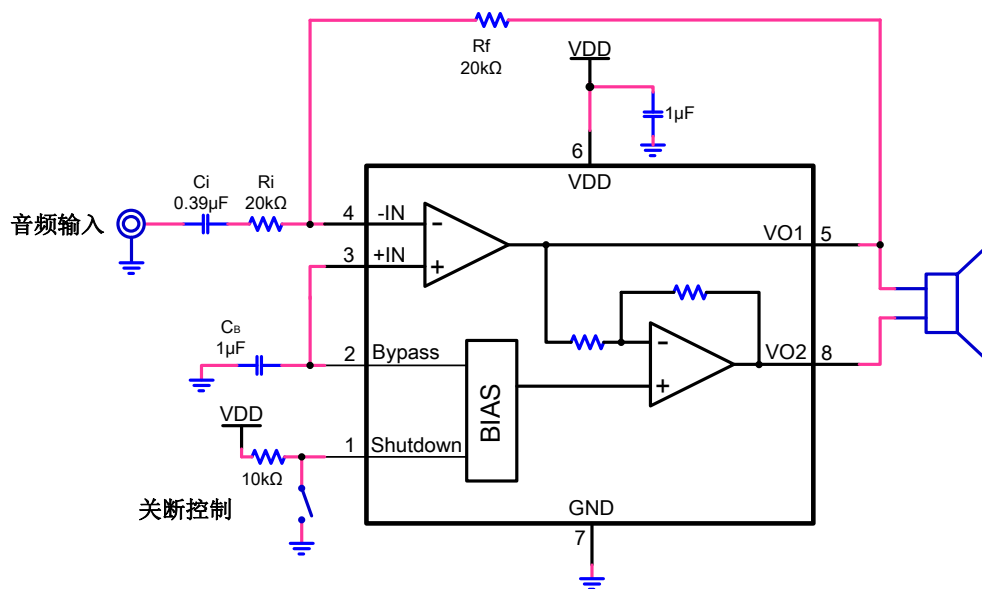 Rf
20kΩ
VDD
1μF
6
VDD
Ci
0.39μF
Ri
20kΩ
音频输入
4
-IN
3
+IN
VO1
5
CB
1μF
2
Bypass
BIAS
VO2
8
VDD
1
Shutdown
10kΩ
关断控制
GND
7